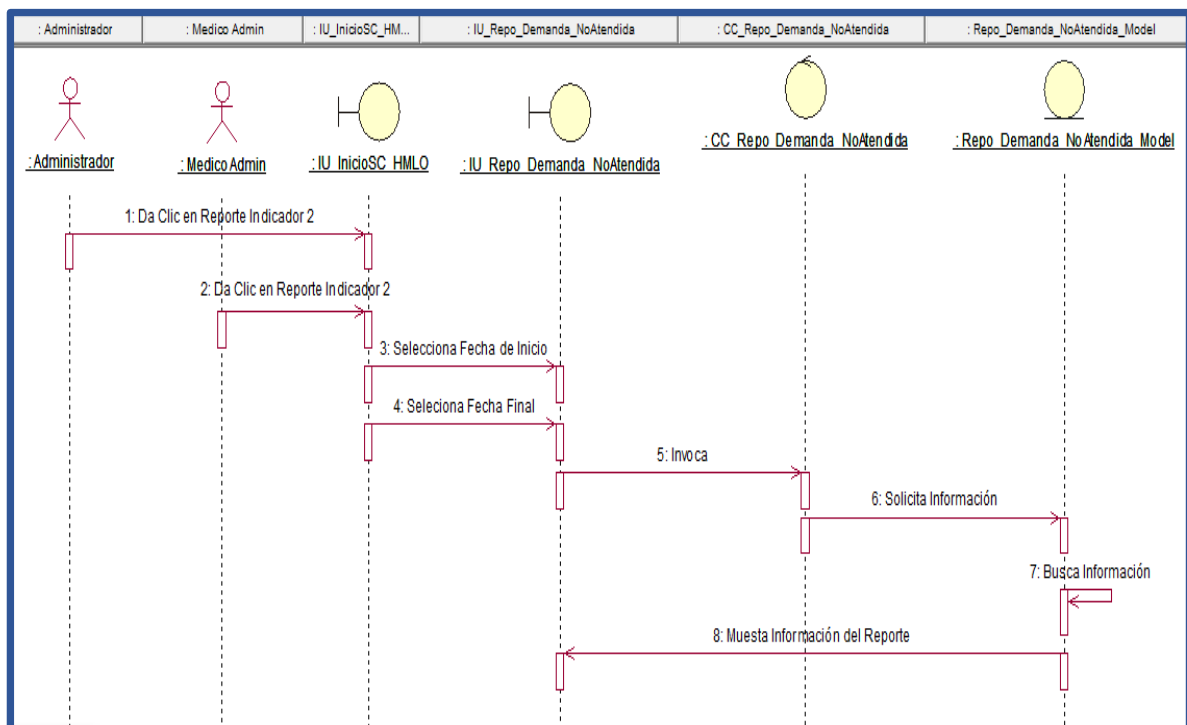 : Administrador
: Medico Admin
: IU_InicioSC_HM...
: IU_Repo_Demanda_NoAtendida
: CC_Repo_Demanda_NoAtendida
: Repo_Demanda_NoAtendida_Model
: Administrador
: Medico Admin
: IU_InicioSC_HMLO
: IU_Repo_Demanda_NoAtendida
: CC_Repo_Demanda_NoAtendida
: Repo_Demanda_NoAtendida_Model
1: Da Clic en Reporte Indicador 2
2: Da Clic en Reporte Indicador 2
3: Selecciona Fecha de Inicio
4: Seleciona Fecha Final
5: Invoca
6: Solicita Información
7: Busca Información
8: Muesta Información del Reporte